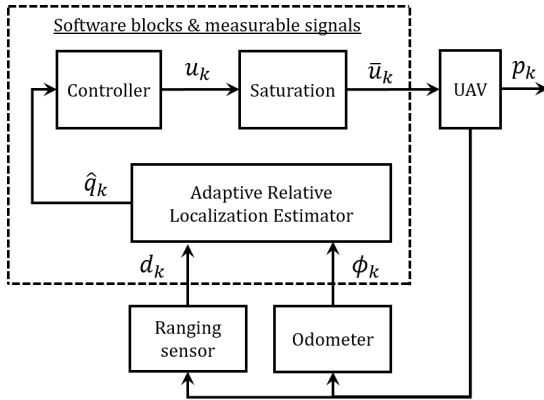 Software blocks & measurable signals
Controller
u_k
Saturation
ū_k
UAV
p_k
q̂_k
Adaptive Relative
Localization Estimator
d_k
ϕ_k
Ranging
sensor
Odometer